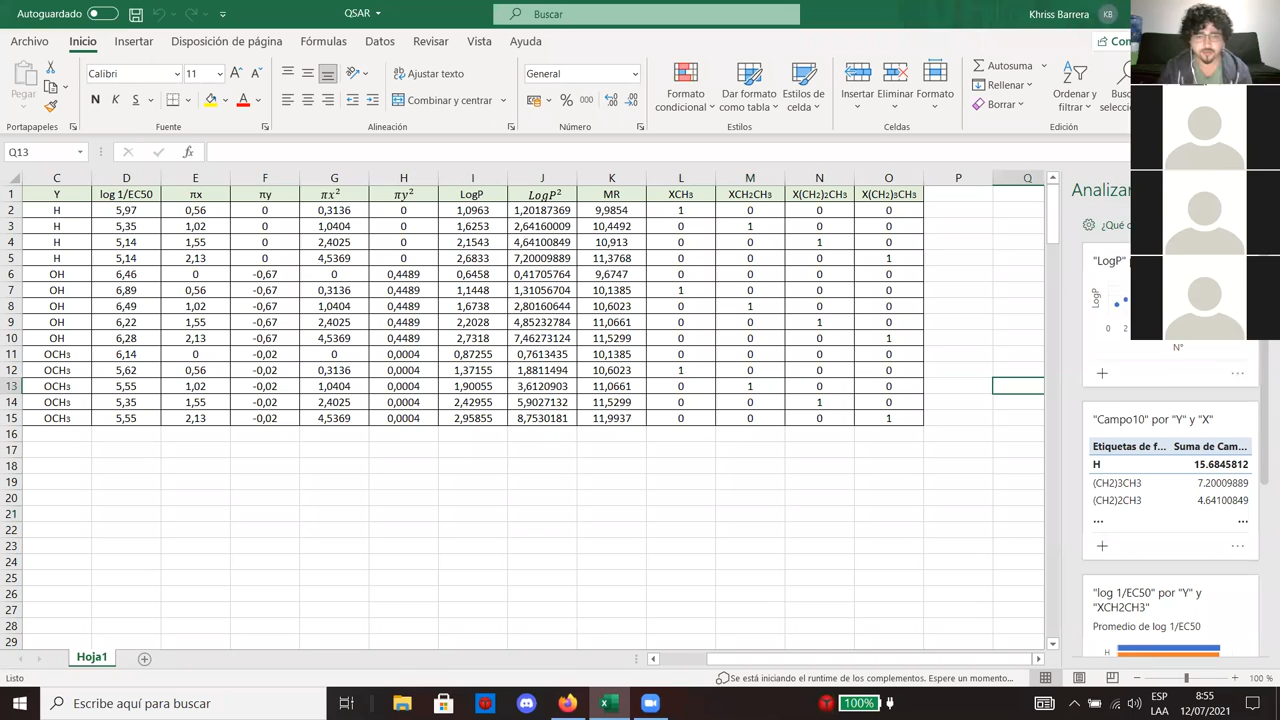 Autoguardado
QSAR
Buscar
Khriss Barrera
KB
Archivo Inicio Insertar Disposición de página Fórmulas Datos Revisar Vista Ayuda
Pegar
Calibri 11
N K S
Ajustar texto
Combinar y centrar
General
% 000
Formato condicional
Dar formato como tabla
Estilos de celda
Insertar Eliminar Formato
Autosuma
Rellenar
Borrar
Ordenar y filtrar
Portapapeles Fuente Alineación Número Estilos Celdas Edición
Q13
fx
C D E F G H I J K L M N O P Q
1 Y log 1/EC50 πx πy πx² πy² LogP LogP² MR XCH₃ XCH₂CH₃ X(CH₂)₂CH₃ X(CH₂)₃CH₃
2 H 5,97 0,56 0 0,3136 0 1,0963 1,20187369 9,9854 1 0 0 0
3 H 5,35 1,02 0 1,0404 0 1,6253 2,64160009 10,4492 0 1 0 0
4 H 5,14 1,55 0 2,4025 0 2,1543 4,64100849 10,913 0 0 1 0
5 H 5,14 2,13 0 4,5369 0 2,6833 7,20009889 11,3768 0 0 0 1
6 OH 6,46 0 -0,67 0 0,4489 0,6458 0,41705764 9,6747 0 0 0 0
7 OH 6,89 0,56 -0,67 0,3136 0,4489 1,1448 1,31056704 10,1385 1 0 0 0
8 OH 6,49 1,02 -0,67 1,0404 0,4489 1,6738 2,80160644 10,6023 0 1 0 0
9 OH 6,22 1,55 -0,67 2,4025 0,4489 2,2028 4,85232784 11,0661 0 0 1 0
10 OH 6,28 2,13 -0,67 4,5369 0,4489 2,7318 7,46273124 11,5299 0 0 0 1
11 OCH₃ 6,14 0 -0,02 0 0,0004 0,87255 0,7613435 10,1385 0 0 0 0
12 OCH₃ 5,62 0,56 -0,02 0,3136 0,0004 1,37155 1,8811494 10,6023 1 0 0 0
13 OCH₃ 5,55 1,02 -0,02 1,0404 0,0004 1,90055 3,6120903 11,0661 0 1 0 0
14 OCH₃ 5,35 1,55 -0,02 2,4025 0,0004 2,42955 5,9027132 11,5299 0 0 1 0
15 OCH₃ 5,55 2,13 -0,02 4,5369 0,0004 2,95855 8,7530181 11,9937 0 0 0 1
16
17
18
19
20
21
22
23
24
25
26
27
28
29
Analizar
¿Qué
"LogP"
LogP
0 2
N°
"Campo10" por "Y" y "X"
Etiquetas de f... Suma de Cam...
H 15.6845812
(CH2)3CH3 7.20009889
(CH2)2CH3 4.64100849
... ...
"log 1/EC50" por "Y" y "XCH2CH3"
Promedio de log 1/EC50
H
Hoja1
Listo
Se está iniciando el runtime de los complementos. Espere un momento...
100 %
Escribe aquí para buscar
100%
ESP
LAA
8:55
12/07/2021